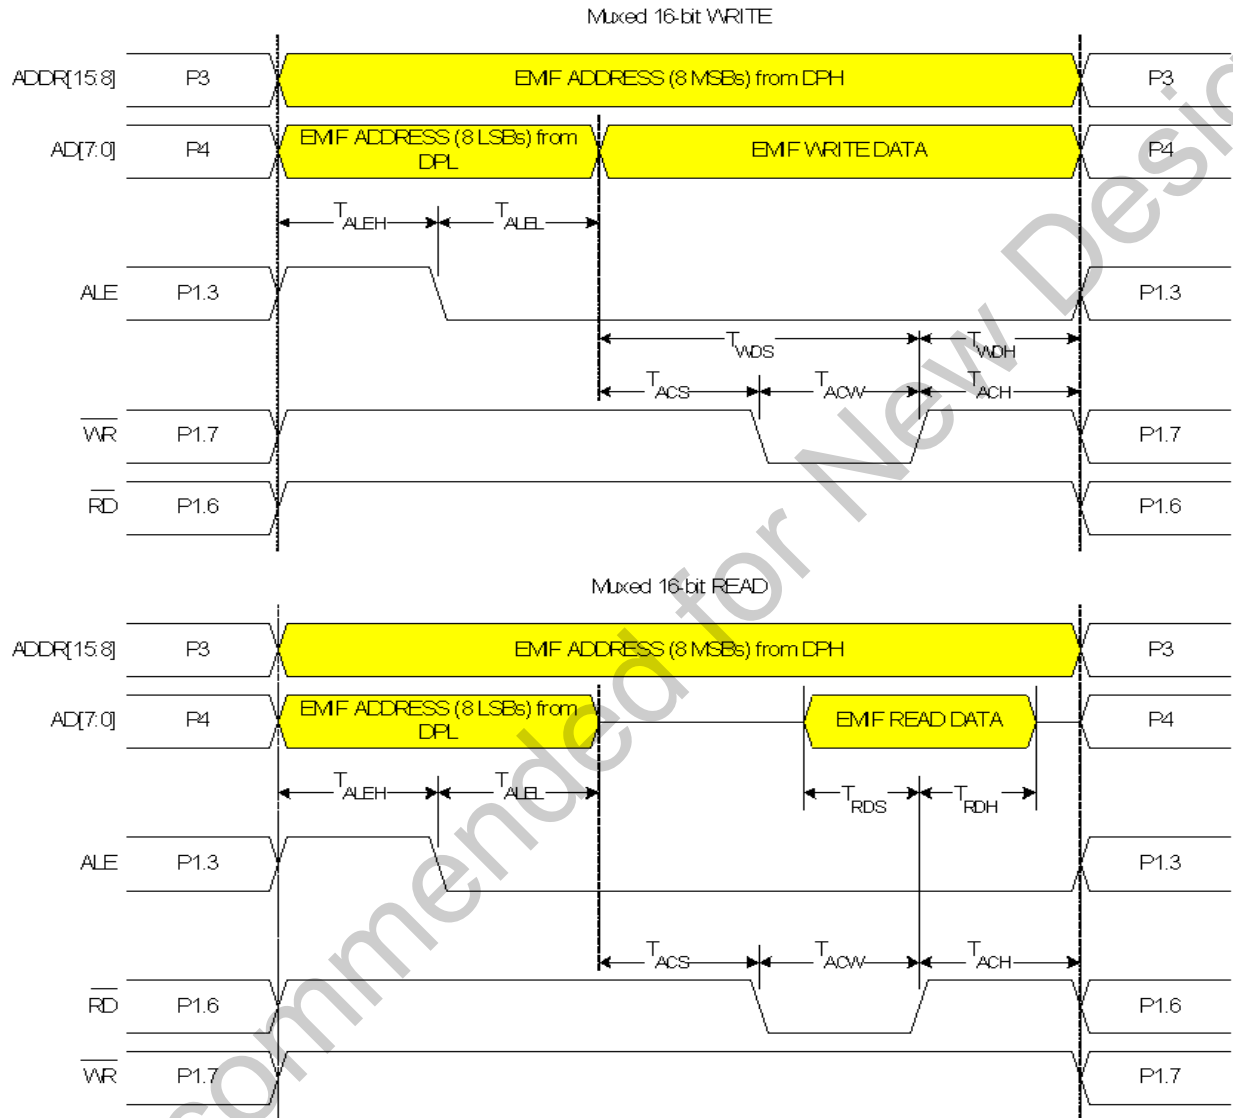 Muxed 16-bit WRITE
ADDR[15:8] P3 EMIF ADDRESS (8 MSBs) from DPH P3
AD[7:0] P4 EMIF ADDRESS (8 LSBs) from DPL EMIF WRITE DATA P4
TALEH TALEL
ALE P1.3 P1.3
TWDS TWDH
TACS TACW TACH
WR P1.7 P1.7
RD P1.6 P1.6
Muxed 16-bit READ
ADDR[15:8] P3 EMIF ADDRESS (8 MSBs) from DPH P3
AD[7:0] P4 EMIF ADDRESS (8 LSBs) from DPL EMIF READ DATA P4
TALEH TALEL TRDS TRDH
ALE P1.3 P1.3
TACS TACW TACH
RD P1.6 P1.6
WR P1.7 P1.7
commended for New Desig